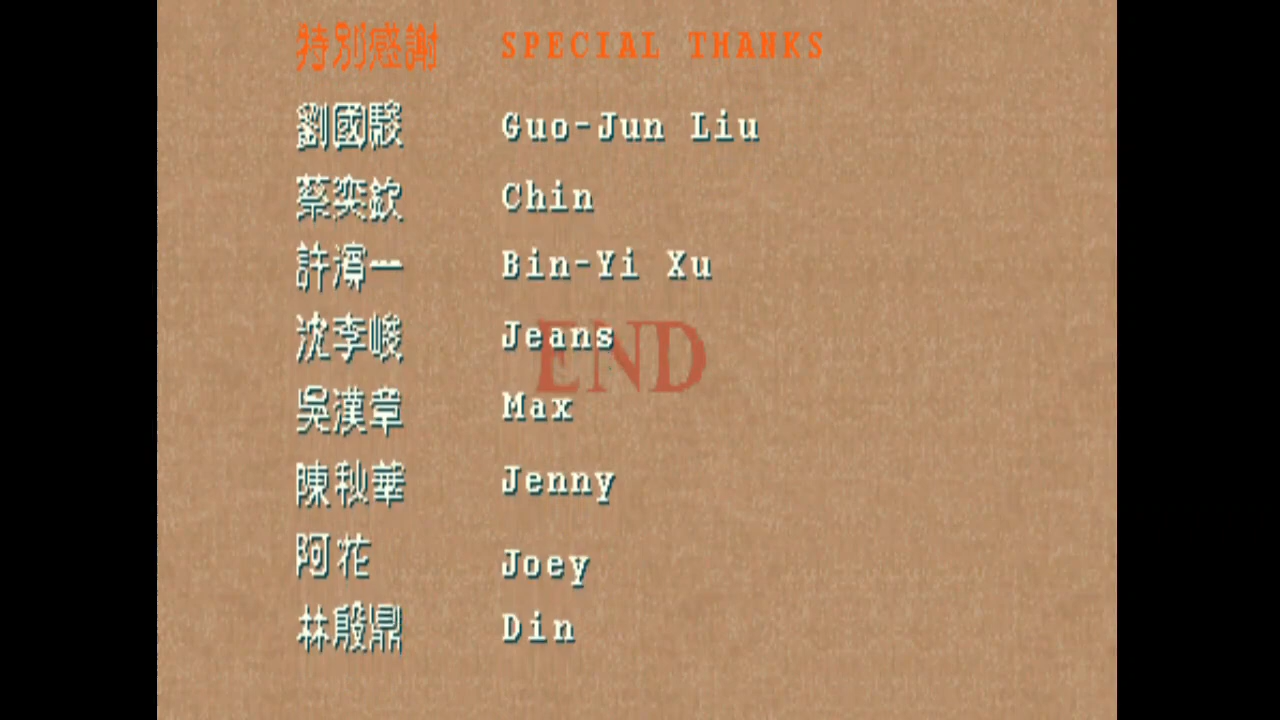 特別感謝 SPECIAL THANKS
劉國駿 Guo-Jun Liu
蔡奕欽 Chin
許濱一 Bin-Yi Xu
沈李峻 Jeans
END
吳漢章 Max
陳秋華 Jenny
阿花 Joey
林殷鼎 Din